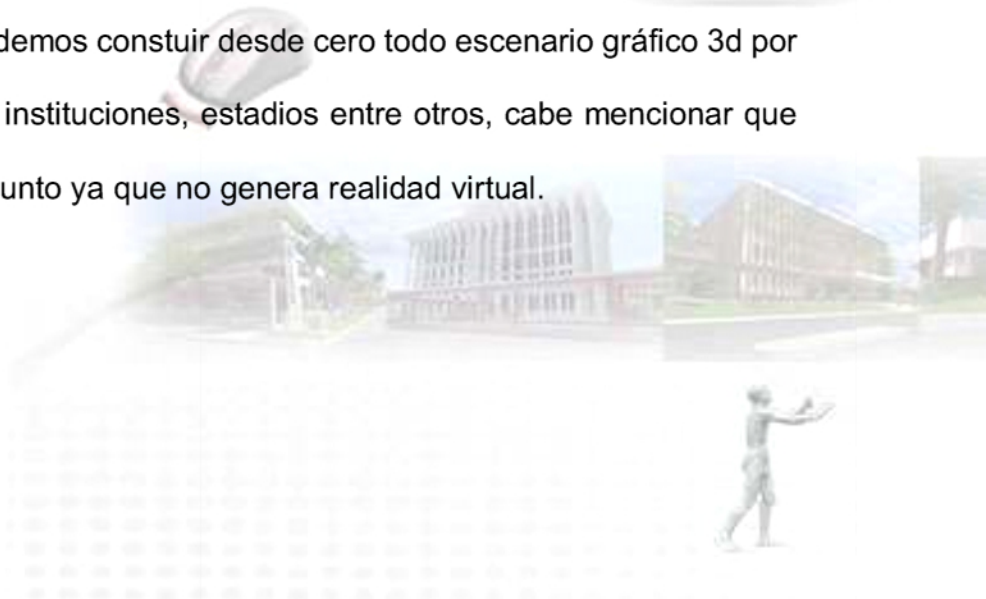 demos constuir desde cero todo escenario gráfico 3d por
instituciones, estadios entre otros, cabe mencionar que
unto ya que no genera realidad virtual.